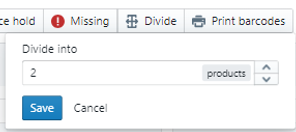 ce hold Missing Divide Print barcodes
Divide into
2 products
Save Cancel